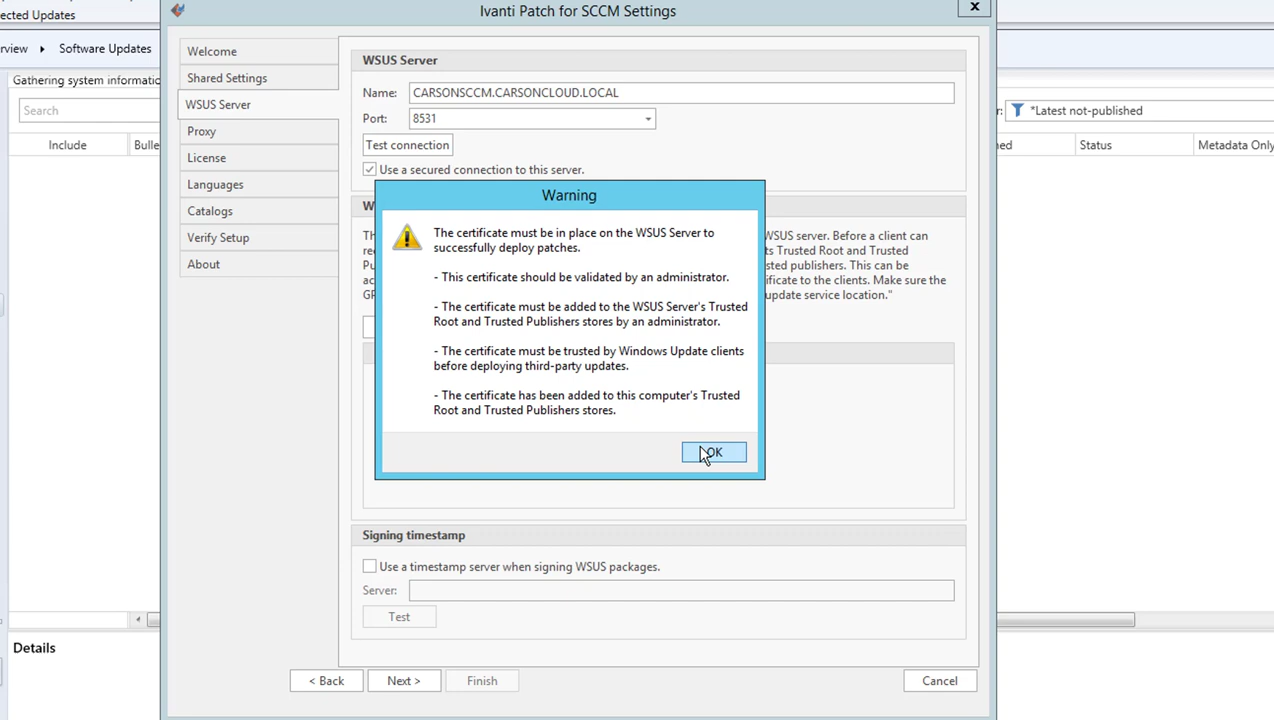 ected Updates
Ivanti Patch for SCCM Settings
X
rview
Software Updates
Gathering system informatio
Search
Include
Bulle
*Latest not-published
Status
Metadata Only
Welcome
Shared Settings
WSUS Server
Proxy
License
Languages
Catalogs
Verify Setup
About
WSUS Server
Name: CARSONSCCM.CARSONCLOUD.LOCAL
Port: 8531
Test connection
Use a secured connection to this server.
Warning
The certificate must be in place on the WSUS Server to
successfully deploy patches.
- This certificate should be validated by an administrator.
- The certificate must be added to the WSUS Server's Trusted
Root and Trusted Publishers stores by an administrator.
- The certificate must be trusted by Windows Update clients
before deploying third-party updates.
- The certificate has been added to this computer's Trusted
Root and Trusted Publishers stores.
OK
WSUS server. Before a client can
ts Trusted Root and Trusted
sted publishers. This can be
rtificate to the clients. Make sure the
update service location."
Signing timestamp
Use a timestamp server when signing WSUS packages.
Server:
Test
< Back
Next >
Finish
Cancel
Details